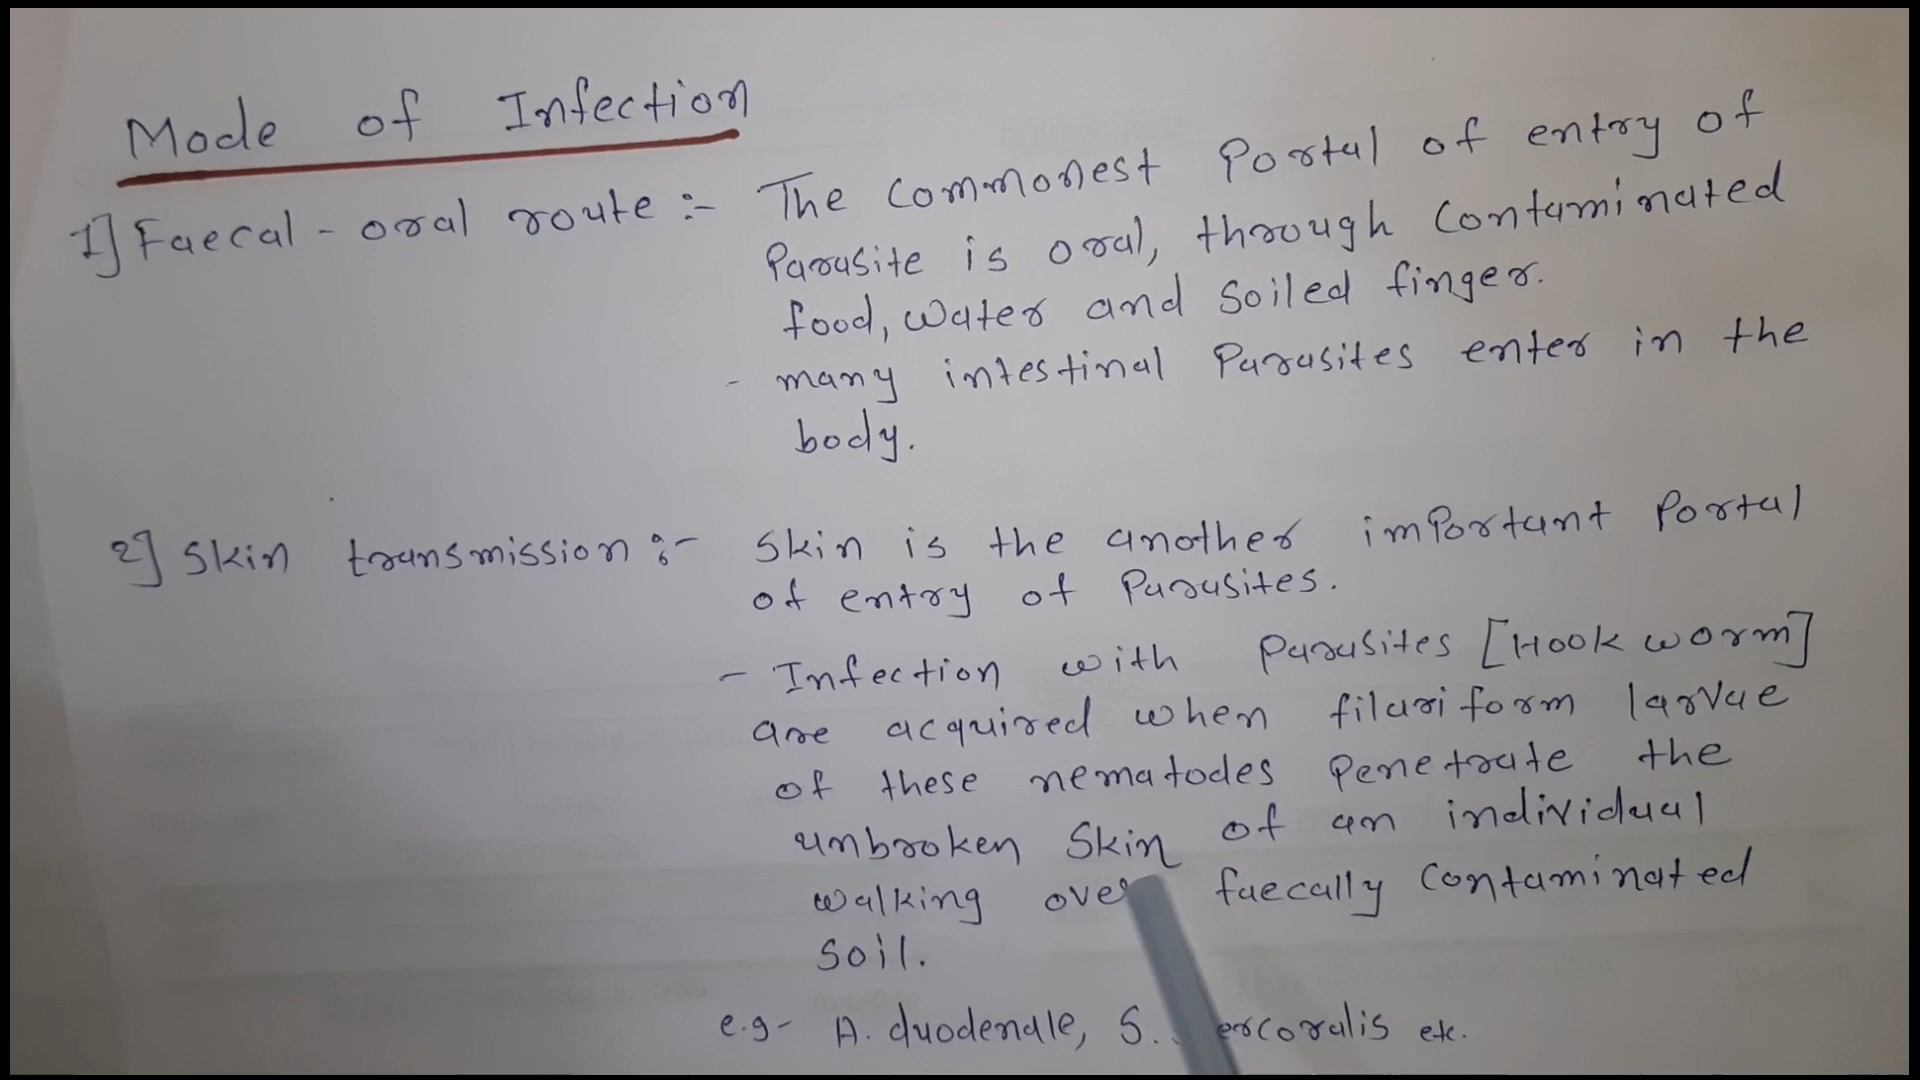 Mode of Infection
1] Faecal - oral route :- The Commonest Portal of entry of
Parasite is oral, through Contaminated
food, water and Soiled finger.
- many intestinal Parasites enter in the
body.
2] Skin transmission :- Skin is the another important Portal
of entry of Parasites.
- Infection with Parasites [Hook worm]
are acquired when filariform larvae
of these nematodes Penetrate the
unbroken Skin of an individual
walking over faecally Contaminated
Soil.
e.g- A. duodenale, S. etc.